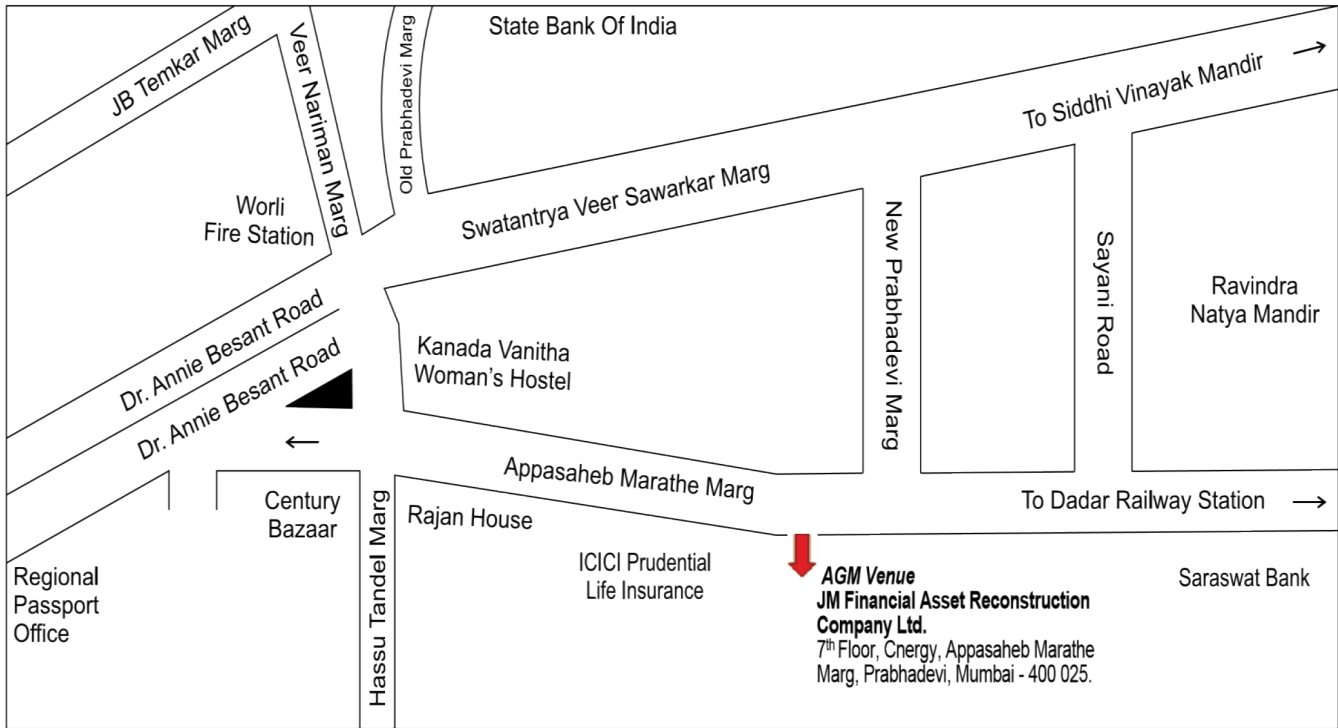 State Bank Of India
JB Temkar Marg
Veer Nariman Marg
Old Prabhadevi Marg
To Siddhi Vinayak Mandir →
Swatantrya Veer Sawarkar Marg
Worli
Fire Station
New Prabhadevi Marg
Sayani Road
Ravindra
Natya Mandir
Dr. Annie Besant Road
Dr. Annie Besant Road
Kanada Vanitha
Woman's Hostel
←
Appasaheb Marathe Marg
To Dadar Railway Station →
Century
Bazaar
Hassu Tandel Marg
Rajan House
ICICI Prudential
Life Insurance
Regional
Passport
Office
AGM Venue
JM Financial Asset Reconstruction
Company Ltd.
7th Floor, Cnergy, Appasaheb Marathe
Marg, Prabhadevi, Mumbai - 400 025.
Saraswat Bank